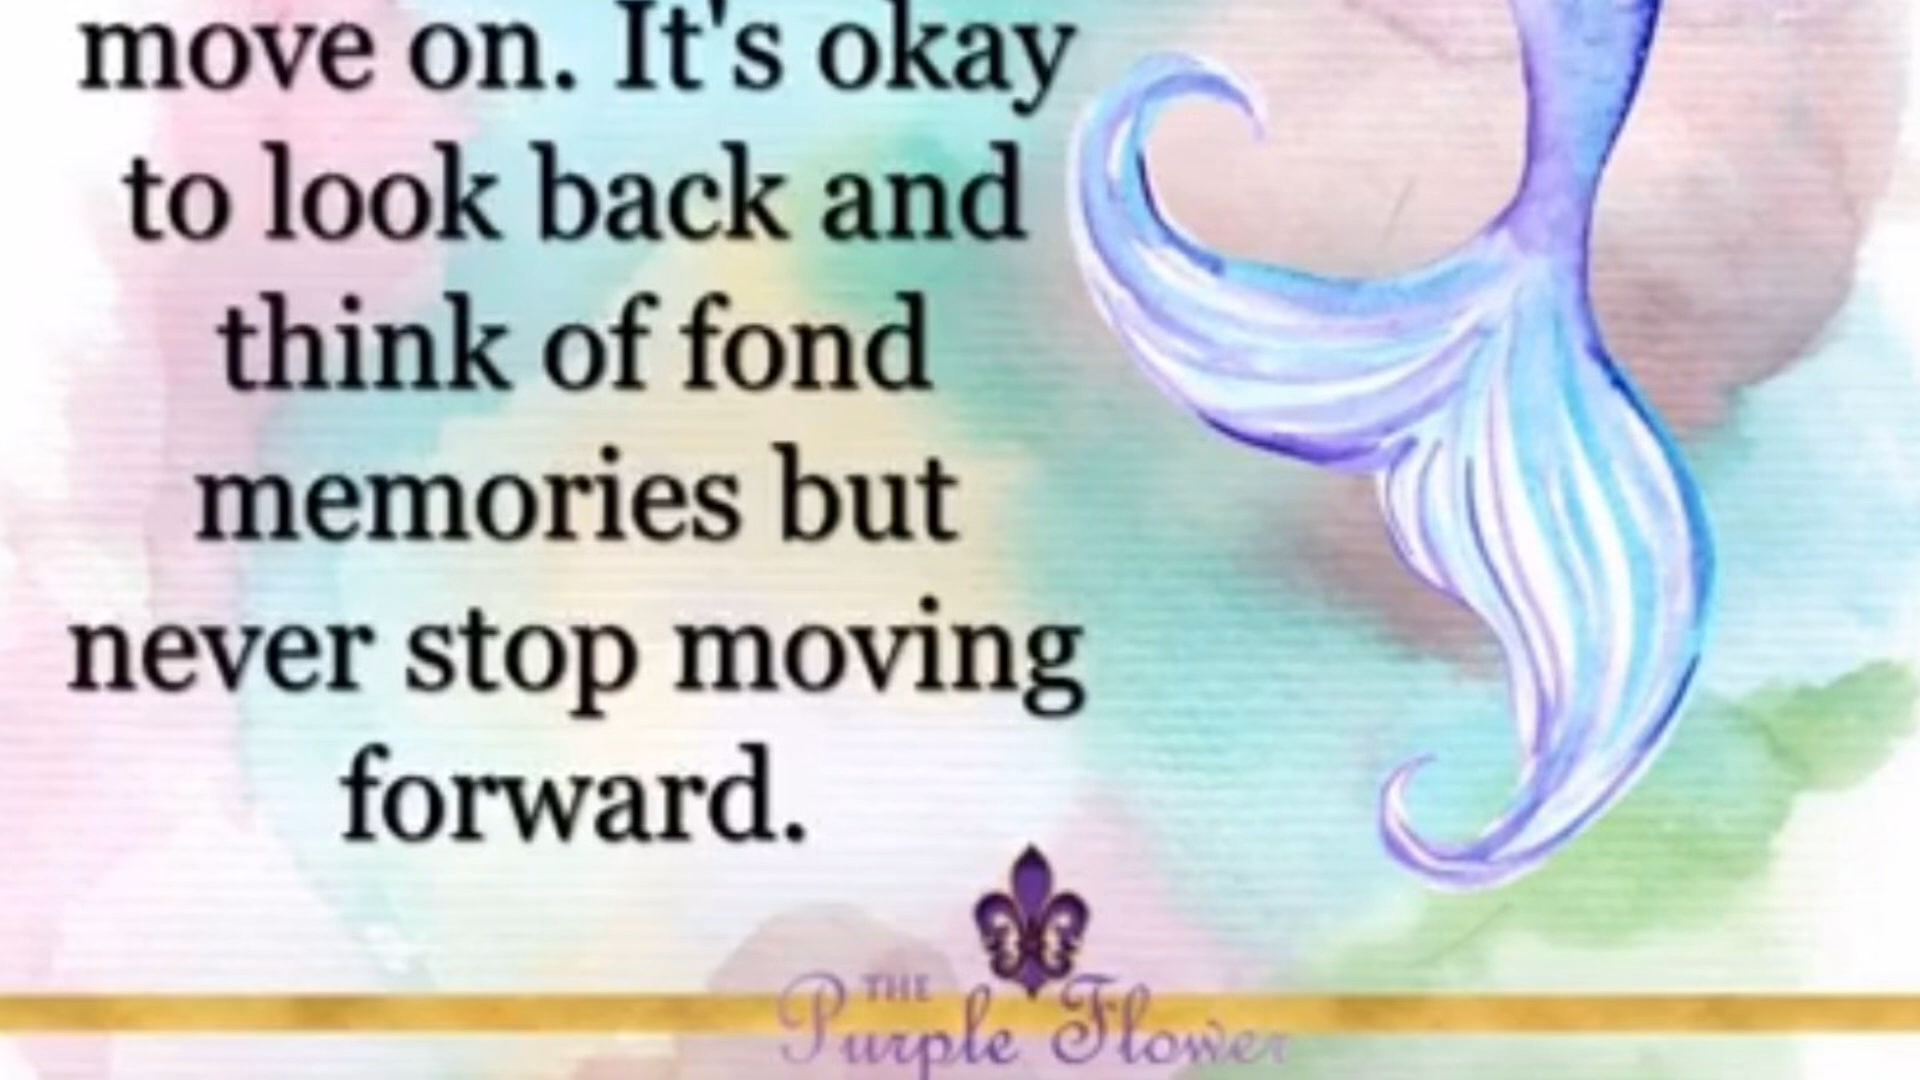 move on. It's okay
to look back and
think of fond
memories but
never stop moving
forward.
THE
Purple Flower